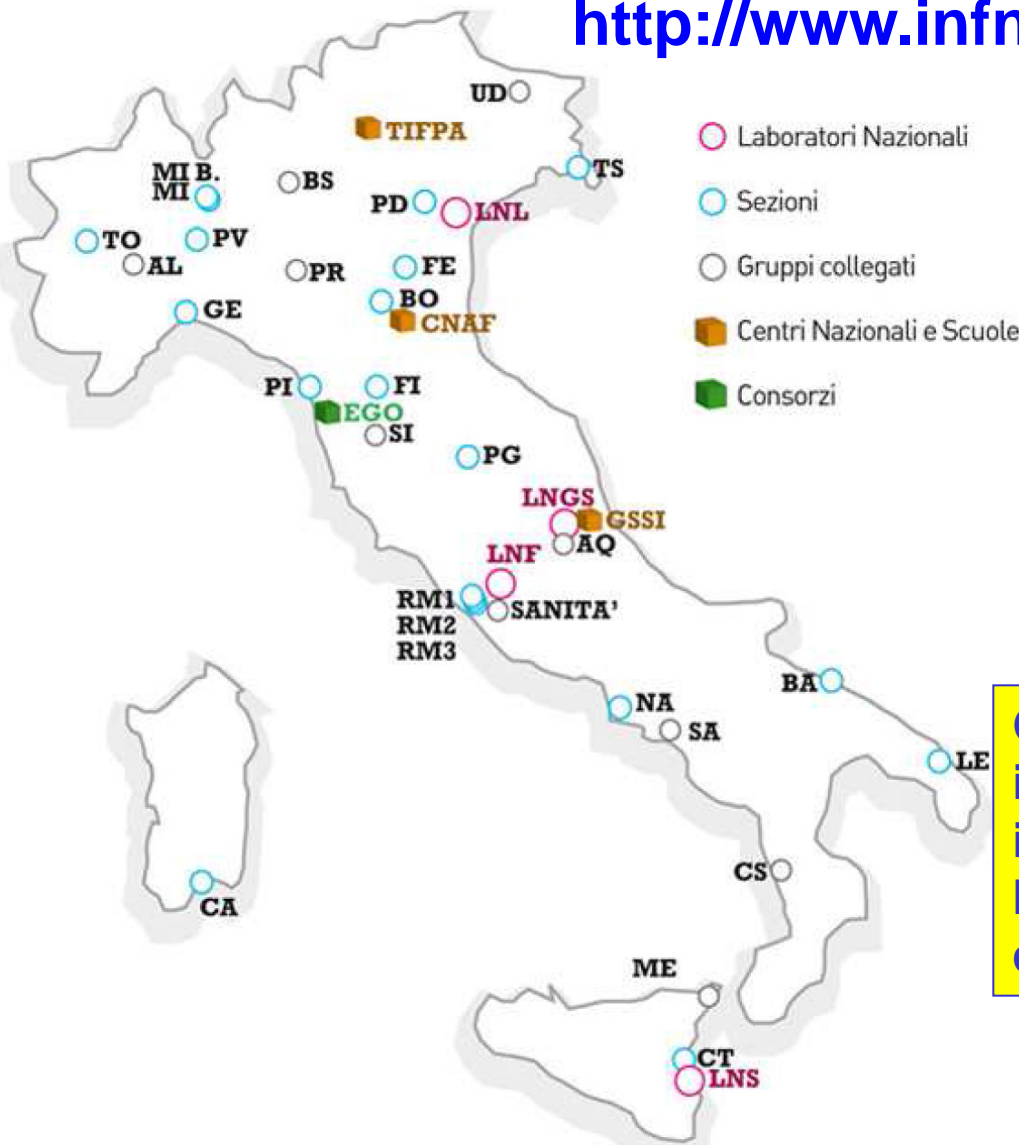 http://www.infn
UD
TIFPA
Laboratori Nazionali
MI B.
MI
BS
TS
PD
LNL
Sezioni
TO
PV
AL
PR
FE
Gruppi collegati
GE
BO
CNAF
Centri Nazionali e Scuole
PI
FI
EGO
Consorzi
SI
PG
LNGS
GSSI
AQ
LNF
RM1
SANITA'
RM2
RM3
BA
NA
SA
LE
CS
CA
ME
CT
LNS